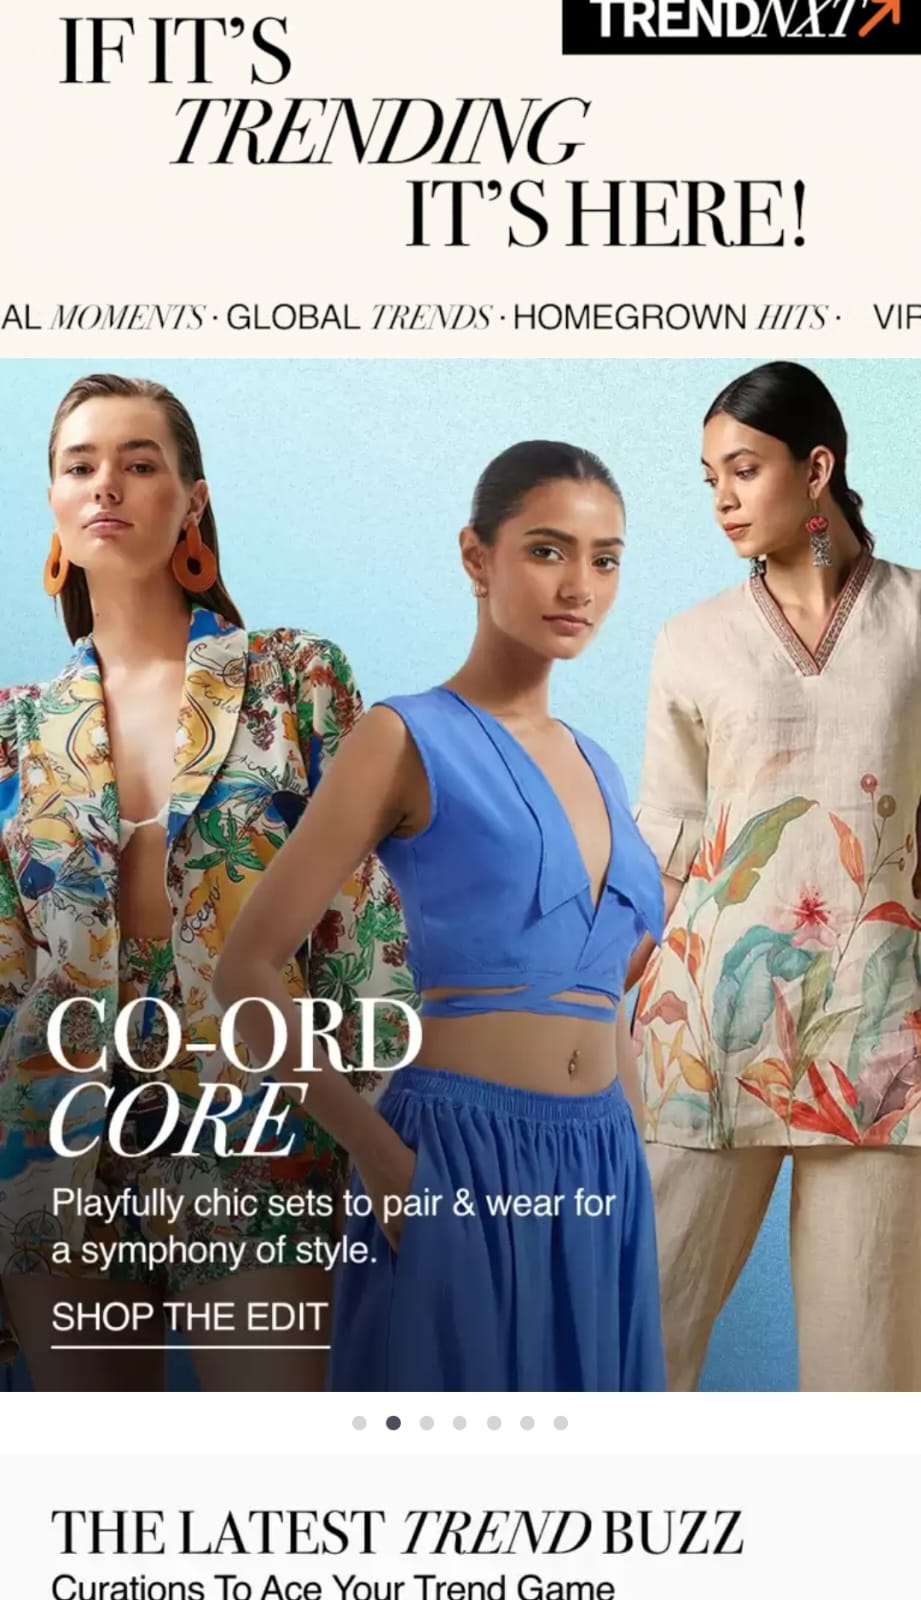 TRENDNXT
IF IT'S
TRENDING
IT'S HERE!
AL MOMENTS · GLOBAL TRENDS · HOMEGROWN HITS · VIR
CO-ORD
CORE
Playfully chic sets to pair & wear for
a symphony of style.
SHOP THE EDIT
THE LATEST TREND BUZZ
Curations To Ace Your Trend Game